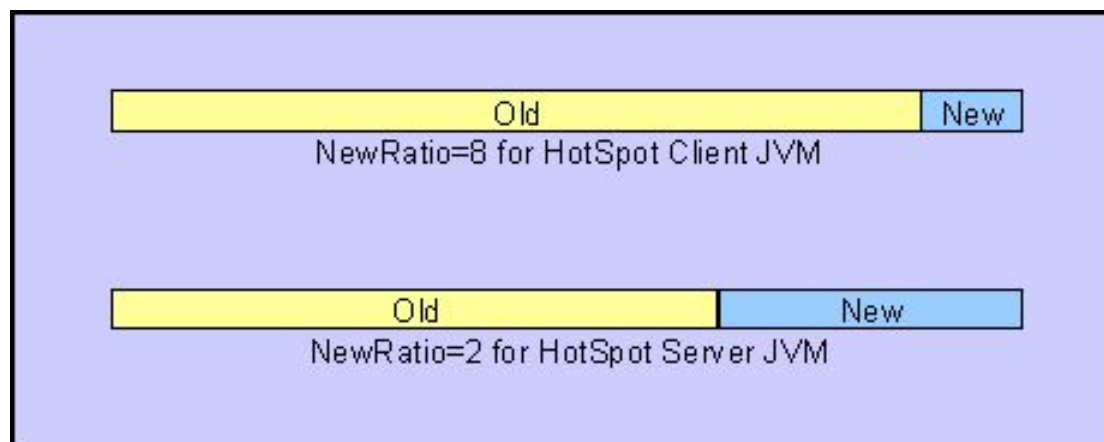 Old New
NewRatio=8 for HotSpot Client JVM
Old New
NewRatio=2 for HotSpot Server JVM